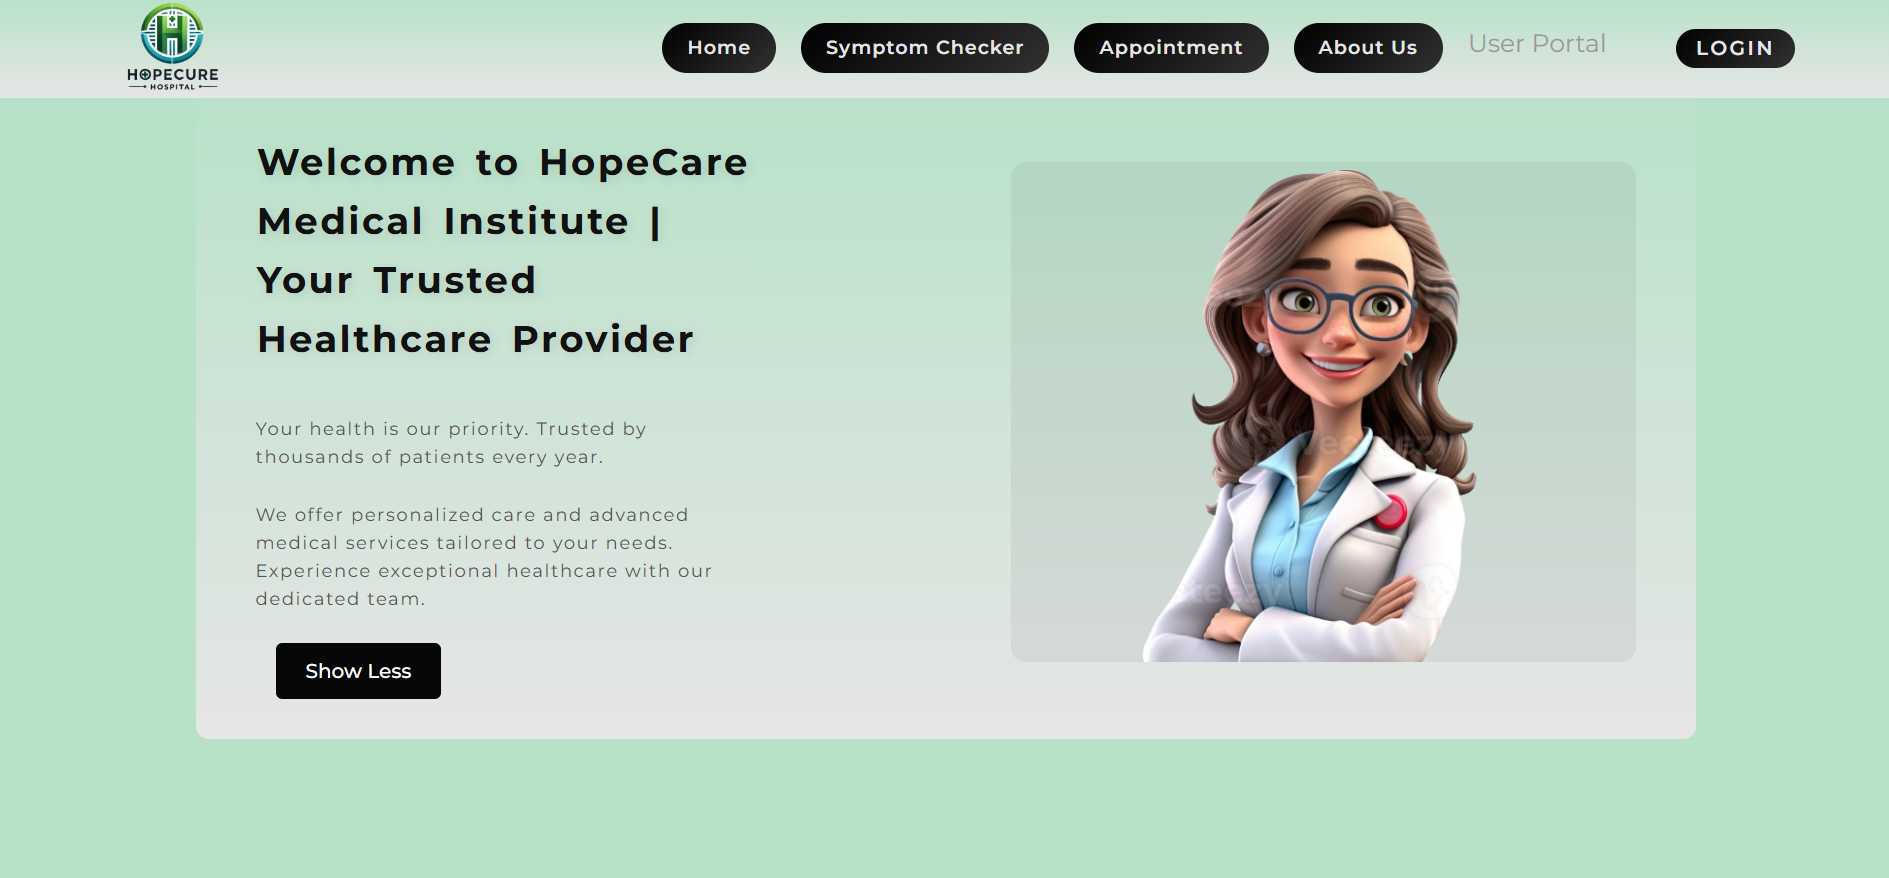 HOPECURE
HOSPITAL
Home
Symptom Checker
Appointment
About Us
User Portal
LOGIN
Welcome to HopeCare
Medical Institute |
Your Trusted
Healthcare Provider
Your health is our priority. Trusted by
thousands of patients every year.
We offer personalized care and advanced
medical services tailored to your needs.
Experience exceptional healthcare with our
dedicated team.
Show Less